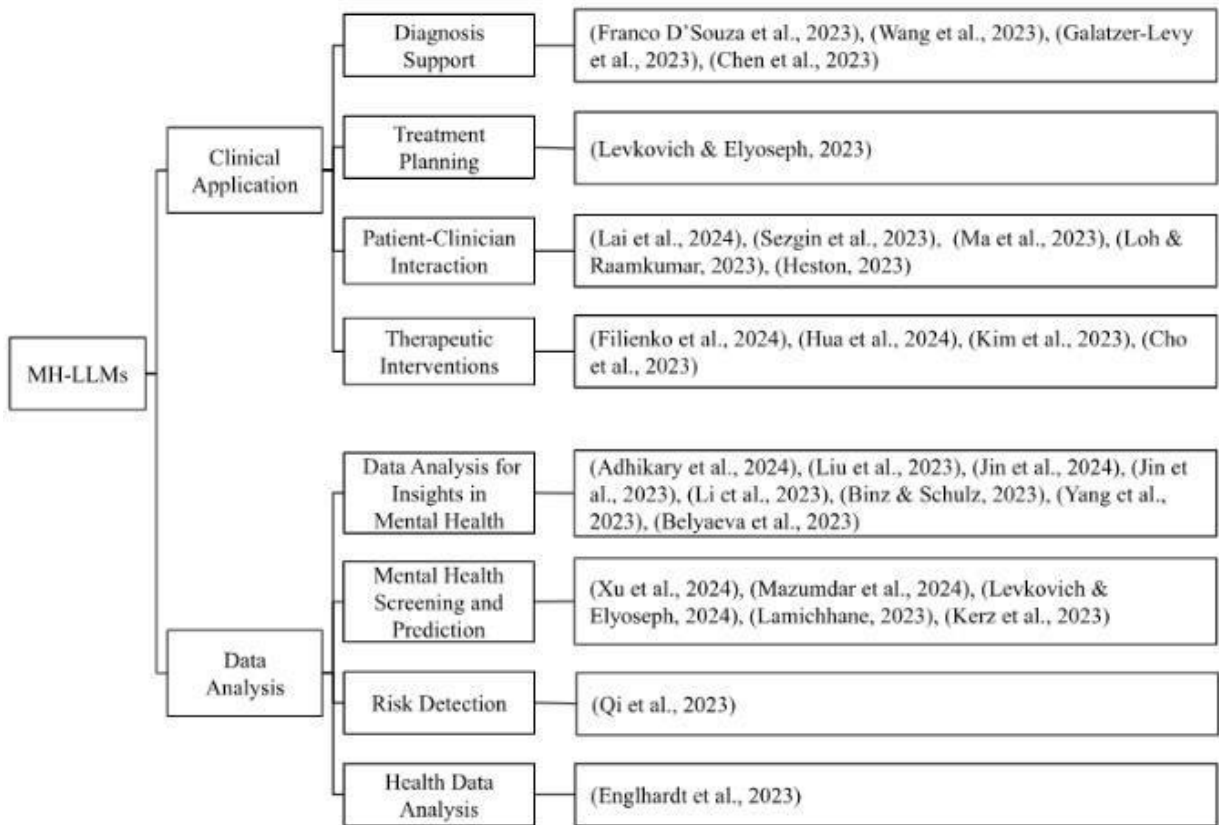 MH-LLMs
Clinical
Application
Diagnosis
Support
(Franco D’Souza et al., 2023), (Wang et al., 2023), (Galatzer-Levy
et al., 2023), (Chen et al., 2023)
Treatment
Planning
(Levkovich & Elyoseph, 2023)
Patient-Clinician
Interaction
(Lai et al., 2024), (Sezgin et al., 2023), (Ma et al., 2023), (Loh &
Raamkumar, 2023), (Heston, 2023)
Therapeutic
Interventions
(Filienko et al., 2024), (Hua et al., 2024), (Kim et al., 2023), (Cho
et al., 2023)
Data
Analysis
Data Analysis for
Insights in
Mental Health
(Adhikary et al., 2024), (Liu et al., 2023), (Jin et al., 2024), (Jin et
al., 2023), (Li et al., 2023), (Binz & Schulz, 2023), (Yang et al.,
2023), (Belyaeva et al., 2023)
Mental Health
Screening and
Prediction
(Xu et al., 2024), (Mazumdar et al., 2024), (Levkovich &
Elyoseph, 2024), (Lamichhane, 2023), (Kerz et al., 2023)
Risk Detection
(Qi et al., 2023)
Health Data
Analysis
(Englhardt et al., 2023)